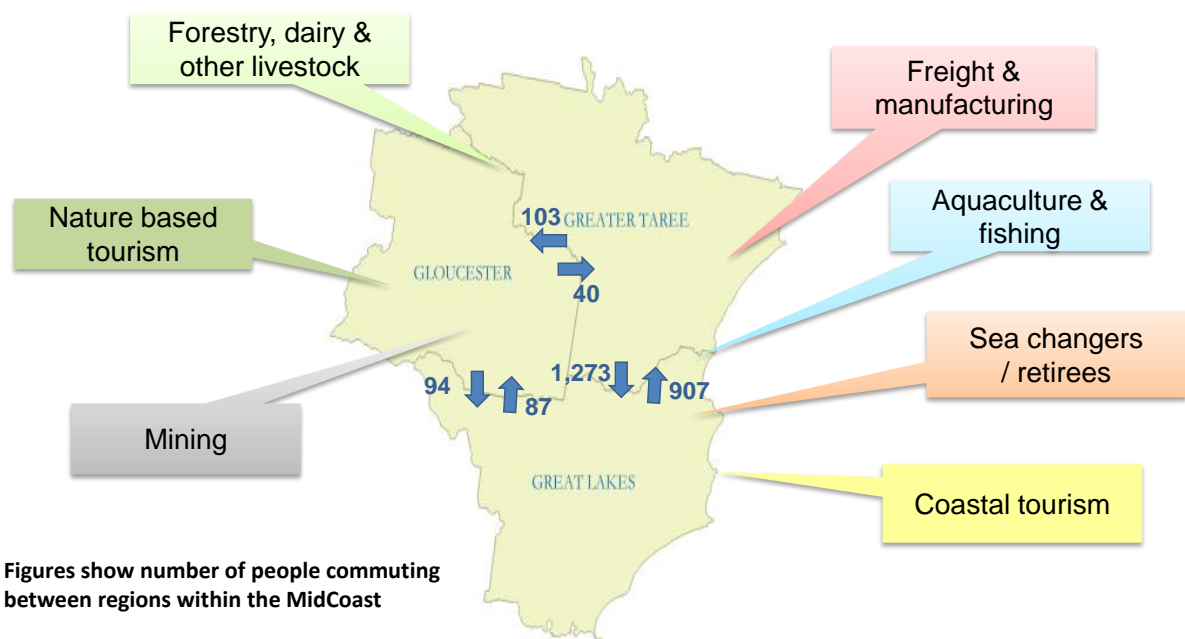 Forestry, dairy &
other livestock
Freight &
manufacturing
Nature based
tourism
Aquaculture &
fishing
103
GREATER TAREE
GLOUCESTER
40
Sea changers
/ retirees
94
87
1,273
907
Mining
GREAT LAKES
Coastal tourism
Figures show number of people commuting
between regions within the MidCoast